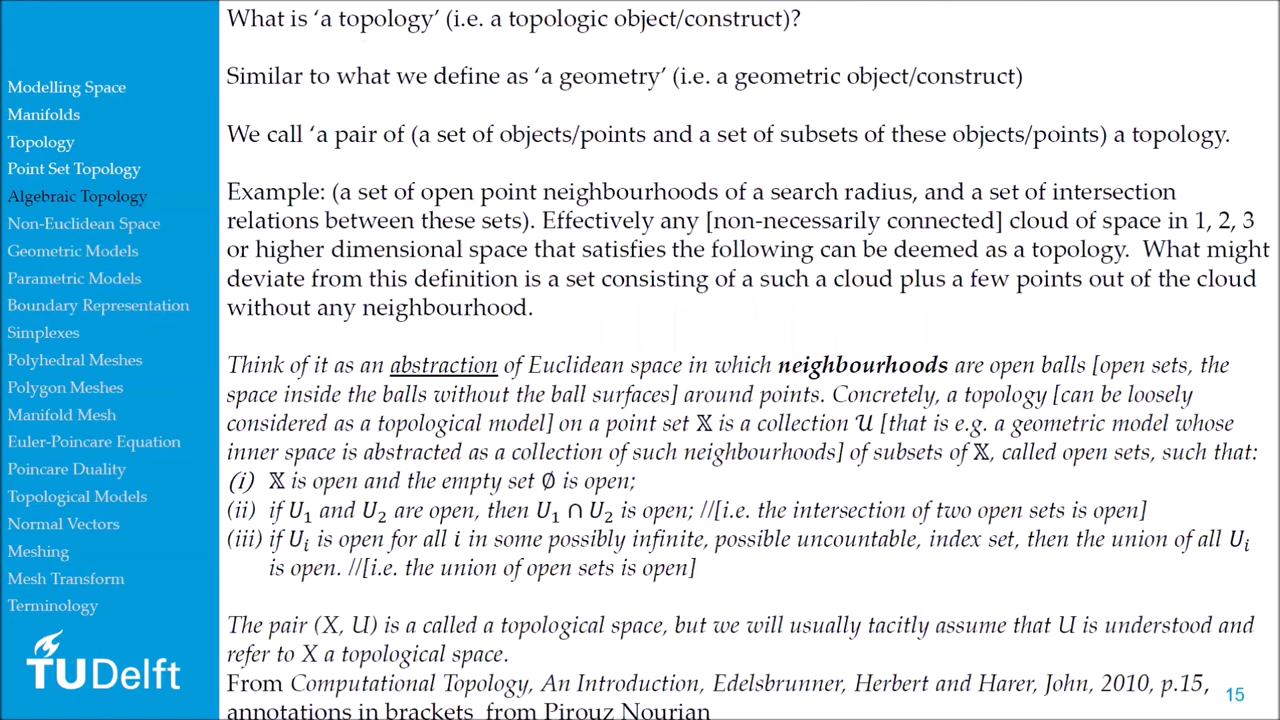 What is ‘a topology’ (i.e. a topologic object/construct)?
Similar to what we define as ‘a geometry’ (i.e. a geometric object/construct)
We call ‘a pair of (a set of objects/points and a set of subsets of these objects/points) a topology.
Example: (a set of open point neighbourhoods of a search radius, and a set of intersection
relations between these sets). Effectively any [non-necessarily connected] cloud of space in 1, 2, 3
or higher dimensional space that satisfies the following can be deemed as a topology.  What might
deviate from this definition is a set consisting of a such a cloud plus a few points out of the cloud
without any neighbourhood.
Think of it as an abstraction of Euclidean space in which neighbourhoods are open balls [open sets, the
space inside the balls without the ball surfaces] around points. Concretely, a topology [can be loosely
considered as a topological model] on a point set 𝕏 is a collection 𝒰 [that is e.g. a geometric model whose
inner space is abstracted as a collection of such neighbourhoods] of subsets of 𝕏, called open sets, such that:
(i) 𝕏 is open and the empty set ∅ is open;
(ii) if U₁ and U₂ are open, then U₁ ∩ U₂ is open; //[i.e. the intersection of two open sets is open]
(iii) if Uᵢ is open for all i in some possibly infinite, possible uncountable, index set, then the union of all Uᵢ
is open. //[i.e. the union of open sets is open]
The pair (X, U) is a called a topological space, but we will usually tacitly assume that U is understood and
refer to X a topological space.
From Computational Topology, An Introduction, Edelsbrunner, Herbert and Harer, John, 2010, p.15,
annotations in brackets from Pirouz Nourian
Modelling Space
Manifolds
Topology
Point Set Topology
Algebraic Topology
Non-Euclidean Space
Geometric Models
Parametric Models
Boundary Representation
Simplexes
Polyhedral Meshes
Polygon Meshes
Manifold Mesh
Euler-Poincare Equation
Poincare Duality
Topological Models
Normal Vectors
Meshing
Mesh Transform
Terminology
TUDelft
15